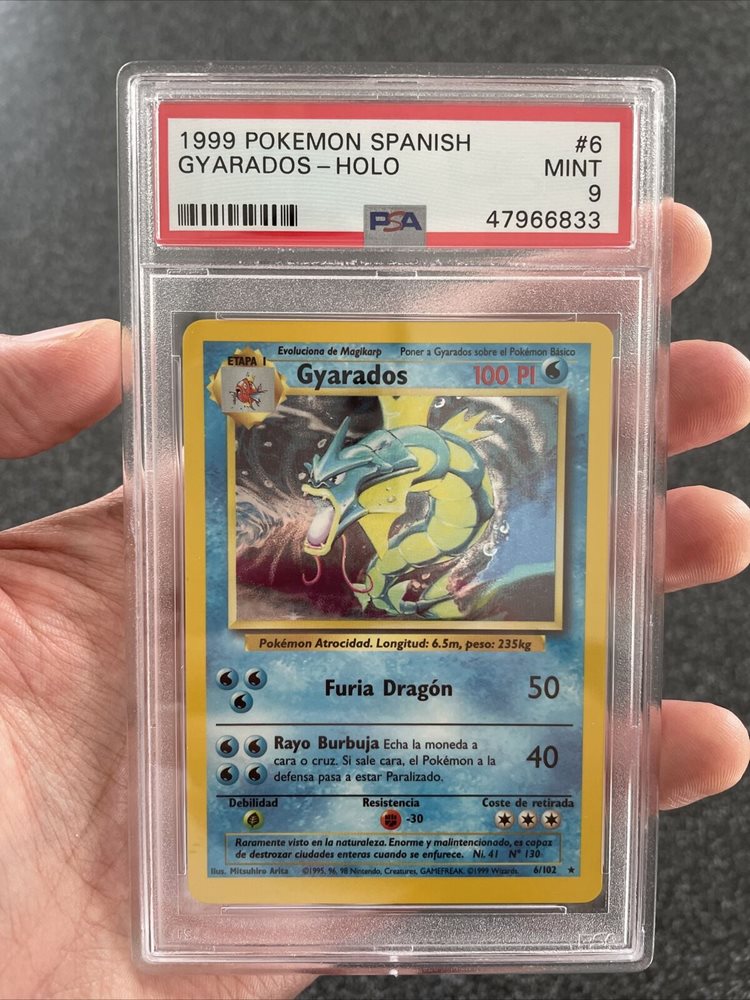 1999 POKEMON SPANISH #6
GYARADOS – HOLO MINT
9
PSA 47966833
Evoluciona de Magikarp Poner a Gyarados sobre el Pokémon Básico
ETAPA 1
Gyarados 100 PI
Pokémon Atrocidad. Longitud: 6.5m, peso: 235kg
Furia Dragón 50
Rayo Burbuja Echa la moneda a
cara o cruz. Si sale cara, el Pokémon a la
defensa pasa a estar Paralizado.
40
Debilidad Resistencia Coste de retirada
-30
Raramente visto en la naturaleza. Enorme y malintencionado, es capaz
de destrozar ciudades enteras cuando se enfurece. Ni. 41 Nº 130
Ilus. Mitsuhiro Arita ©1995, 96, 98 Nintendo, Creatures, GAMEFREAK. ©1999 Wizards. 6/102